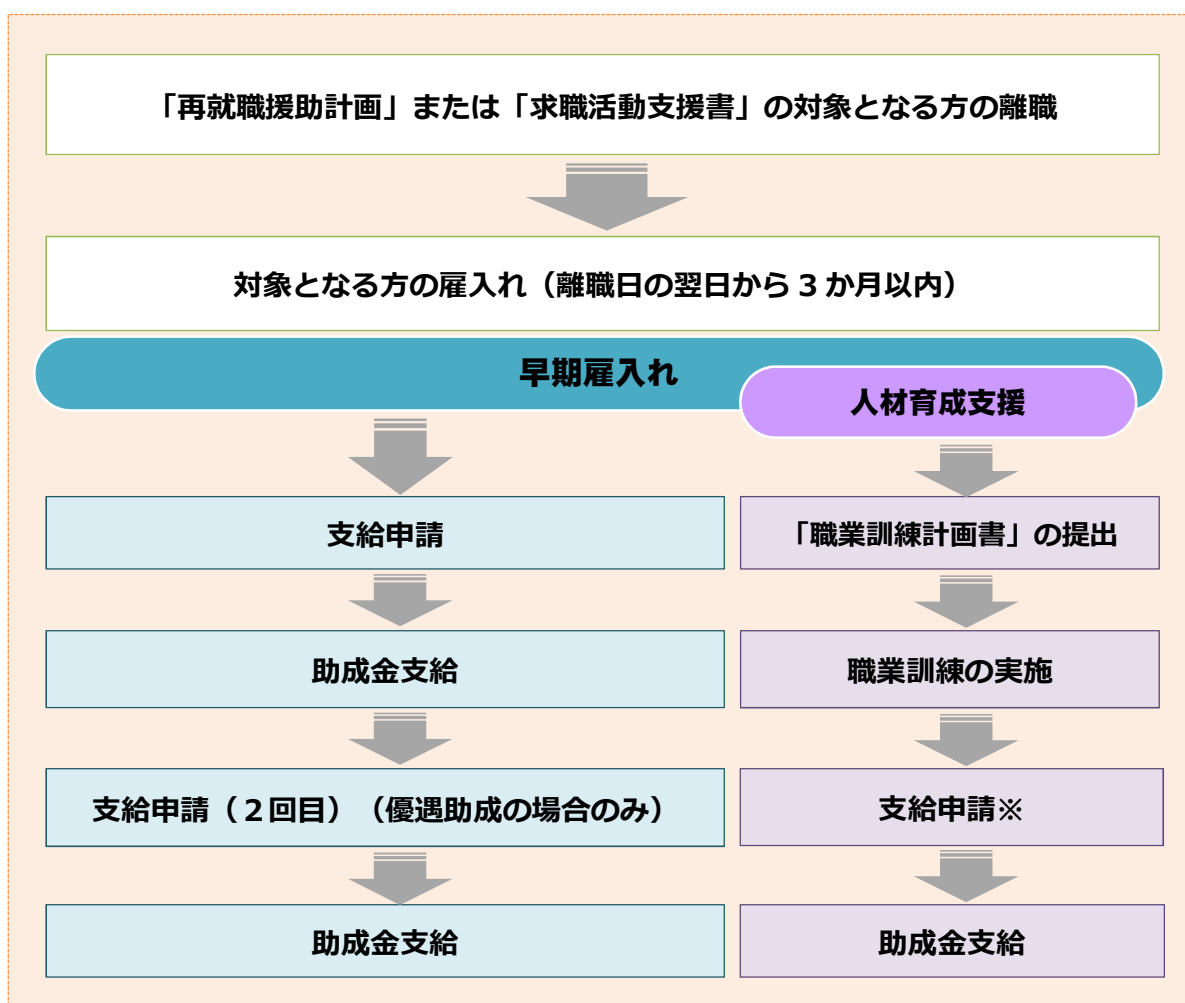 「再就職援助計画」または「求職活動支援書」の対象となる方の離職
対象となる方の雇入れ（離職日の翌日から３か月以内）
早期雇入れ
人材育成支援
支給申請
助成金支給
支給申請（２回目）（優遇助成の場合のみ）
助成金支給
「職業訓練計画書」の提出
職業訓練の実施
支給申請※
助成金支給